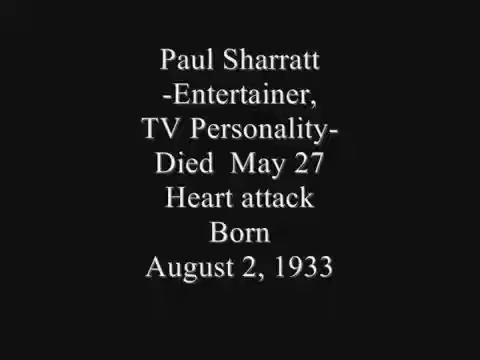 Paul Sharratt
-Entertainer,
TV Personality-
Died  May 27
Heart attack
Born
August 2, 1933